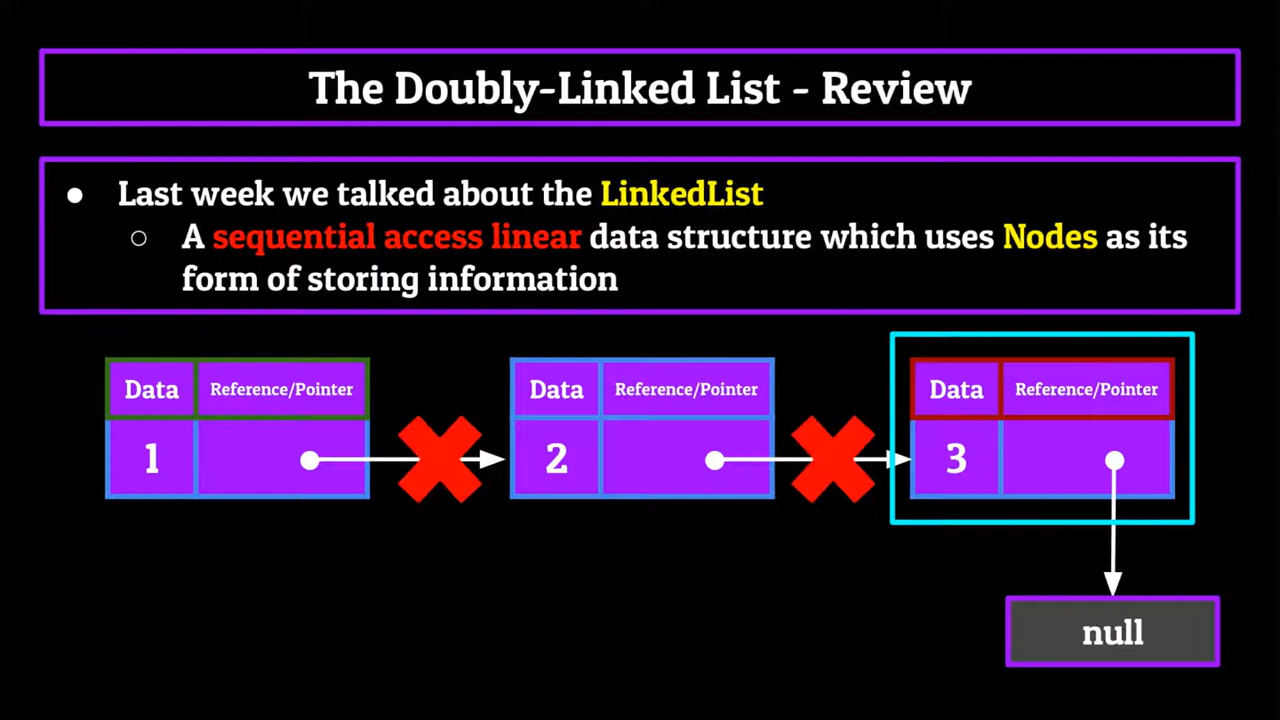 The Doubly-Linked List - Review
● Last week we talked about the LinkedList
○ A sequential access linear data structure which uses Nodes as its
form of storing information
Data Reference/Pointer
1
Data Reference/Pointer
2
Data Reference/Pointer
3
null